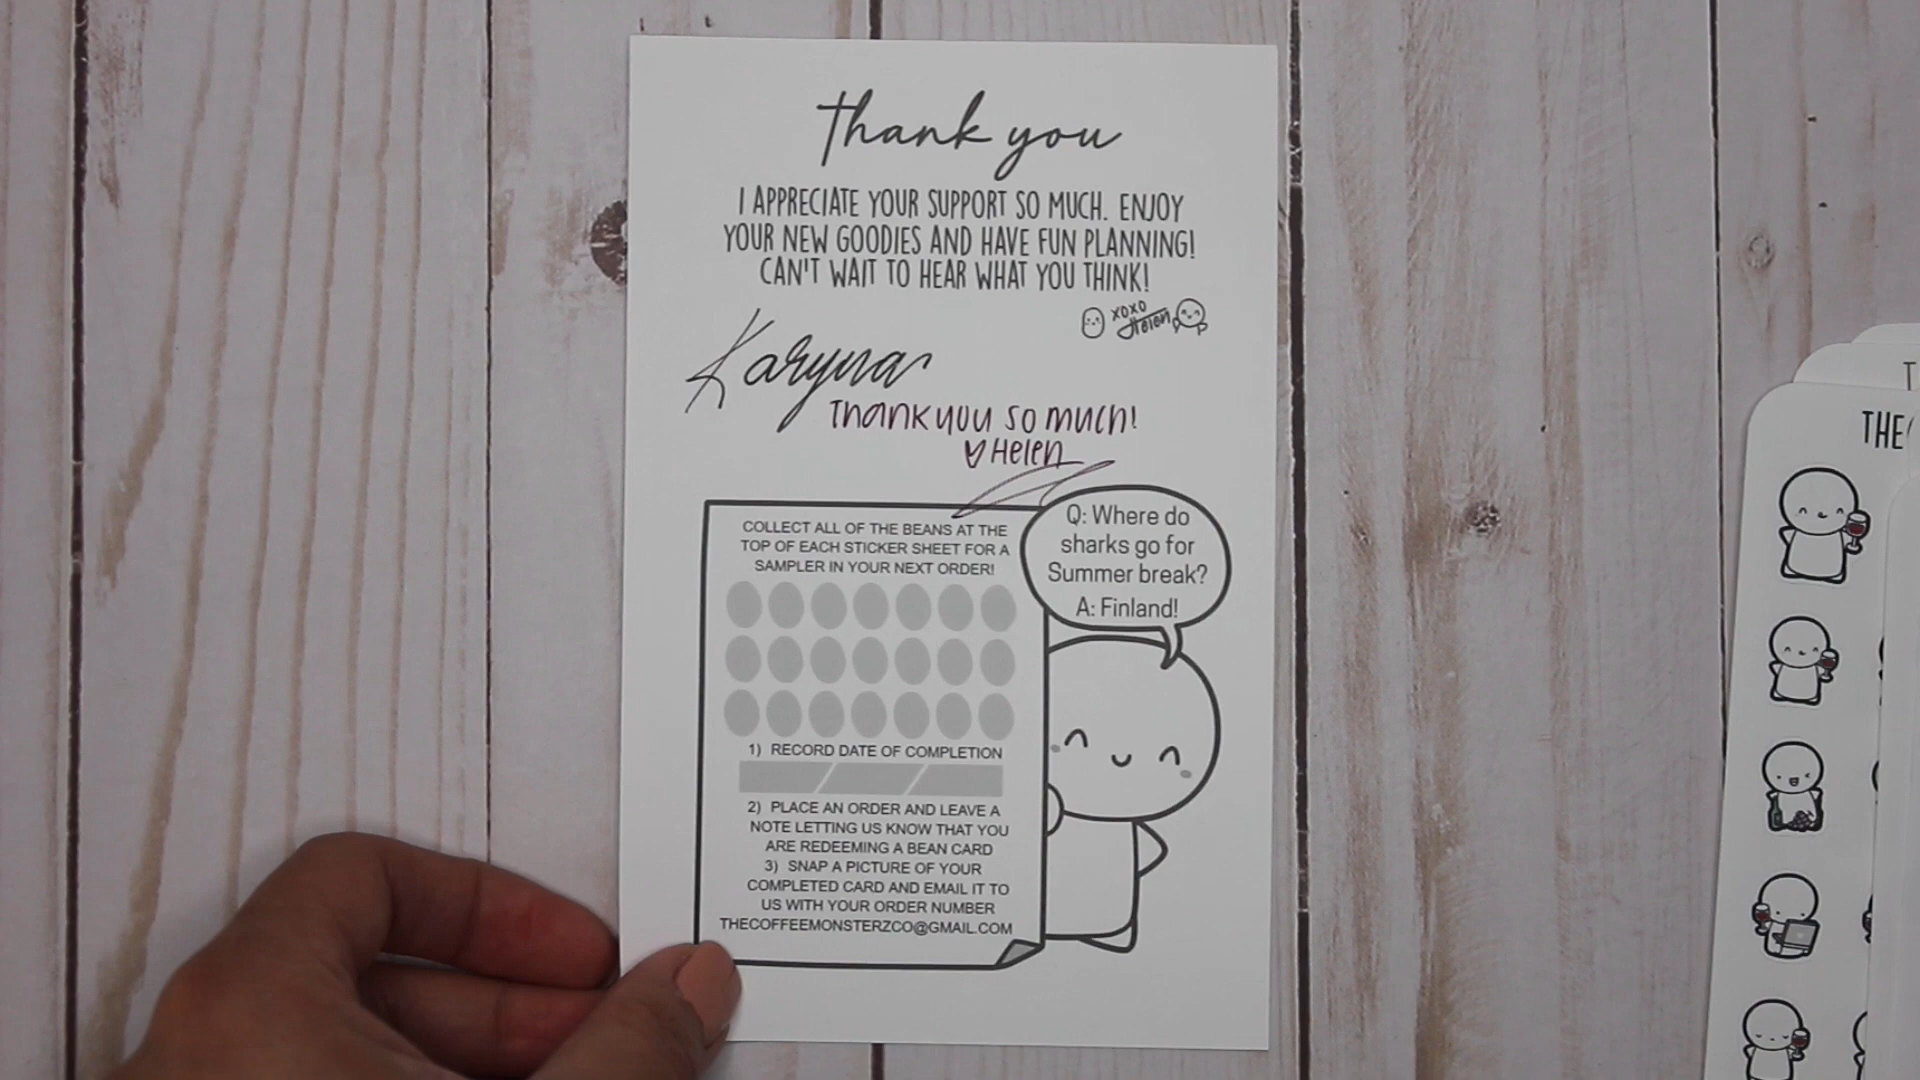 Thank you
I APPRECIATE YOUR SUPPORT SO MUCH. ENJOY
YOUR NEW GOODIES AND HAVE FUN PLANNING!
CAN'T WAIT TO HEAR WHAT YOU THINK!
XOXO
Helen
Karyna
Thank you so much!
Helen
COLLECT ALL OF THE BEANS AT THE
TOP OF EACH STICKER SHEET FOR A
SAMPLER IN YOUR NEXT ORDER!
1) RECORD DATE OF COMPLETION
2) PLACE AN ORDER AND LEAVE A
NOTE LETTING US KNOW THAT YOU
ARE REDEEMING A BEAN CARD
3) SNAP A PICTURE OF YOUR
COMPLETED CARD AND EMAIL IT TO
US WITH YOUR ORDER NUMBER
THECOFFEEMONSTERZCO@GMAIL.COM
Q: Where do
sharks go for
Summer break?
A: Finland!
THE